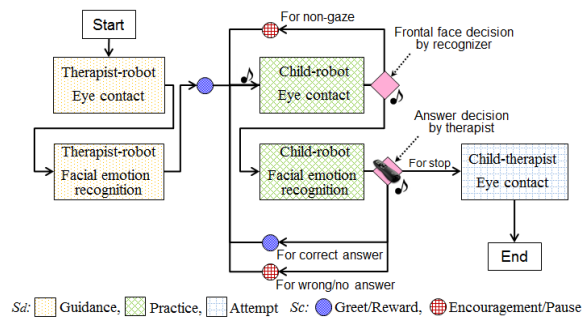 Start
For non-gaze
Frontal face decision
by recognizer
Therapist-robot
Eye contact
Child-robot
Eye contact
Answer decision
by therapist
Therapist-robot
Facial emotion
recognition
Child-robot
Facial emotion
recognition
For stop
Child-therapist
Eye contact
For correct answer
For wrong/no answer
End
Sd: Guidance, Practice, Attempt Sc: Greet/Reward, Encouragement/Pause